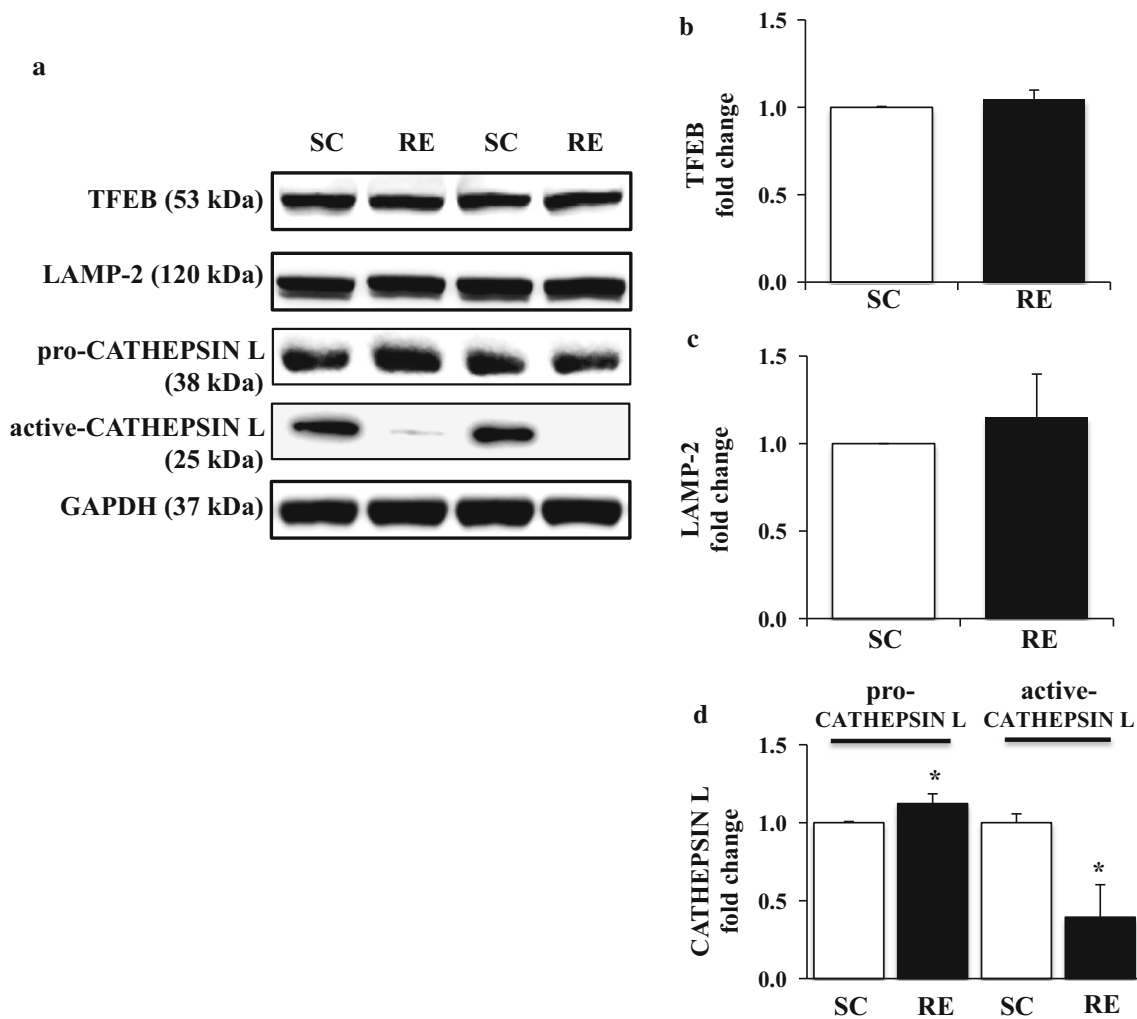 a
SC RE SC RE
TFEB (53 kDa)
LAMP-2 (120 kDa)
pro-CATHEPSIN L
(38 kDa)
active-CATHEPSIN L
(25 kDa)
GAPDH (37 kDa)
b
TFEB
fold change
1.5
1.0
0.5
0.0
SC RE
c
LAMP-2
fold change
1.5
1.0
0.5
0.0
SC RE
d
pro-
CATHEPSIN L
active-
CATHEPSIN L
CATHEPSIN L
fold change
1.5
1.0
0.5
0.0
*
*
SC RE SC RE